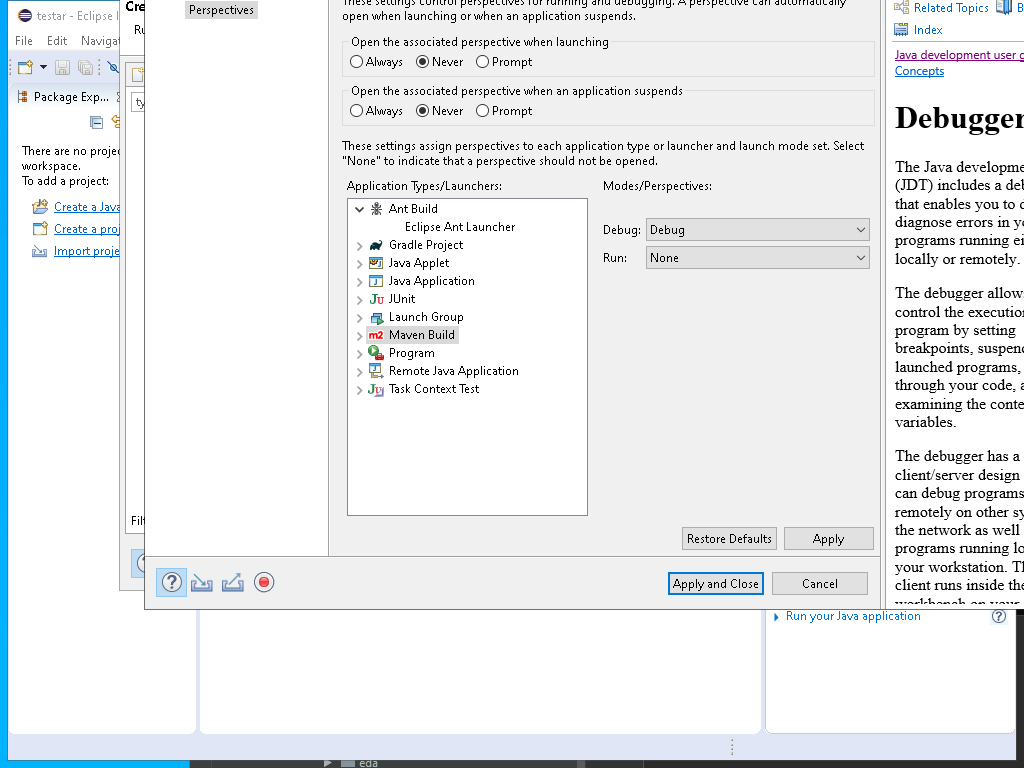 testar - Eclipse I
File Edit Navigat
Package Exp...
There are no proje
workspace.
To add a project:
Create a Java
Create a proj
Import proje
Cre
Ru
ty
Filt
Perspectives
These settings control perspectives for running and debugging. A perspective can automatically
open when launching or when an application suspends.
Open the associated perspective when launching
Always Never Prompt
Open the associated perspective when an application suspends
Always Never Prompt
These settings assign perspectives to each application type or launcher and launch mode set. Select
"None" to indicate that a perspective should not be opened.
Application Types/Launchers:
Ant Build
Eclipse Ant Launcher
Gradle Project
Java Applet
Java Application
JUnit
Launch Group
Maven Build
Program
Remote Java Application
Task Context Test
Modes/Perspectives:
Debug: Debug
Run: None
Restore Defaults Apply
Apply and Close Cancel
Related Topics B
Index
Java development user g
Concepts
Debugger
The Java developme
(JDT) includes a deb
that enables you to d
diagnose errors in yo
programs running ei
locally or remotely.
The debugger allows
control the execution
program by setting
breakpoints, suspend
launched programs,
through your code, a
examining the conte
variables.
The debugger has a
client/server design
can debug programs
remotely on other sy
the network as well
programs running lo
your workstation. Th
client runs inside the
workbench on your
Run your Java application
eda